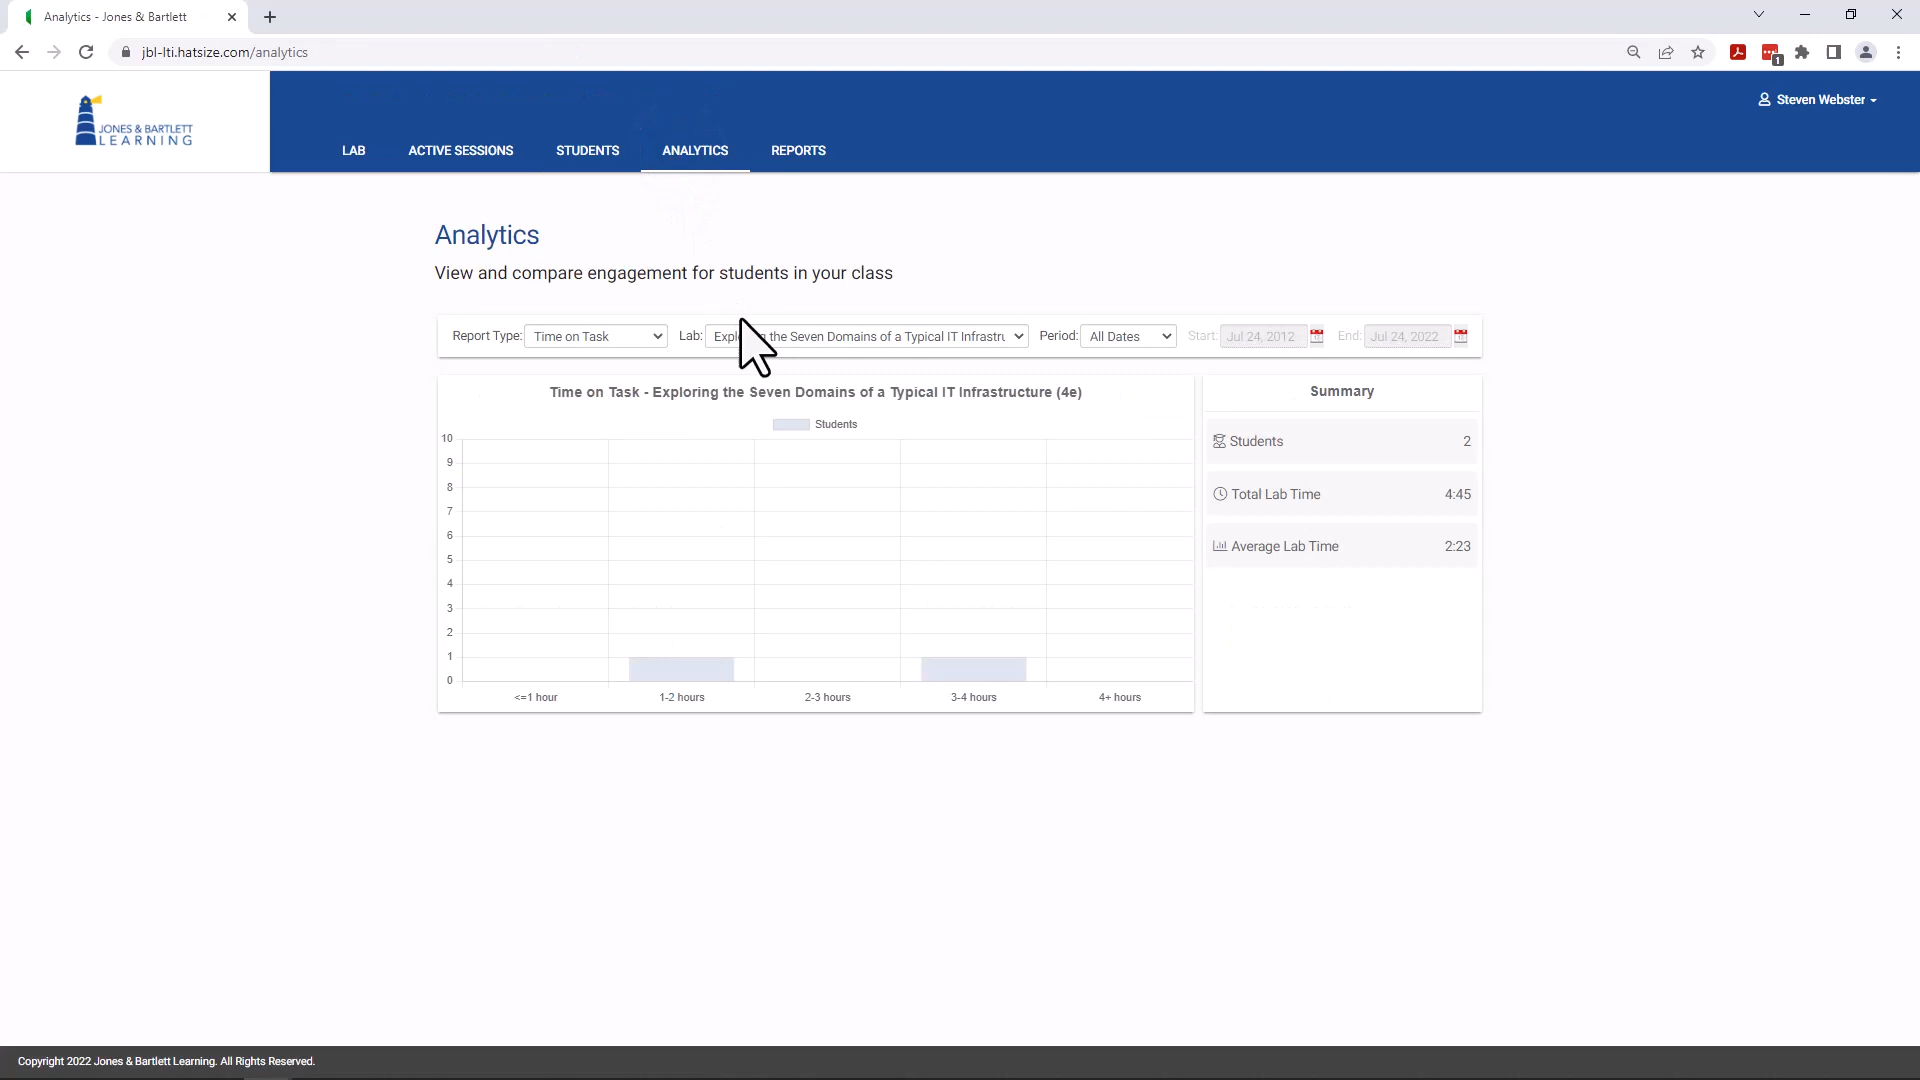 Analytics - Jones & Bartlett
jbl-lti.hatsize.com/analytics
1
JONES & BARTLETT
LEARNING
Steven Webster
LAB ACTIVE SESSIONS STUDENTS ANALYTICS REPORTS
Analytics
View and compare engagement for students in your class
Report Type: Time on Task Lab: the Seven Domains of a Typical IT Infrastru Period: All Dates Start: Jul 24, 2012 End: Jul 24, 2022
Time on Task - Exploring the Seven Domains of a Typical IT Infrastructure (4e)
Students
10
9
8
7
6
5
4
3
2
1
0
<=1 hour 1-2 hours 2-3 hours 3-4 hours 4+ hours
Summary
Students 2
Total Lab Time 4:45
Average Lab Time 2:23
Copyright 2022 Jones & Bartlett Learning. All Rights Reserved.